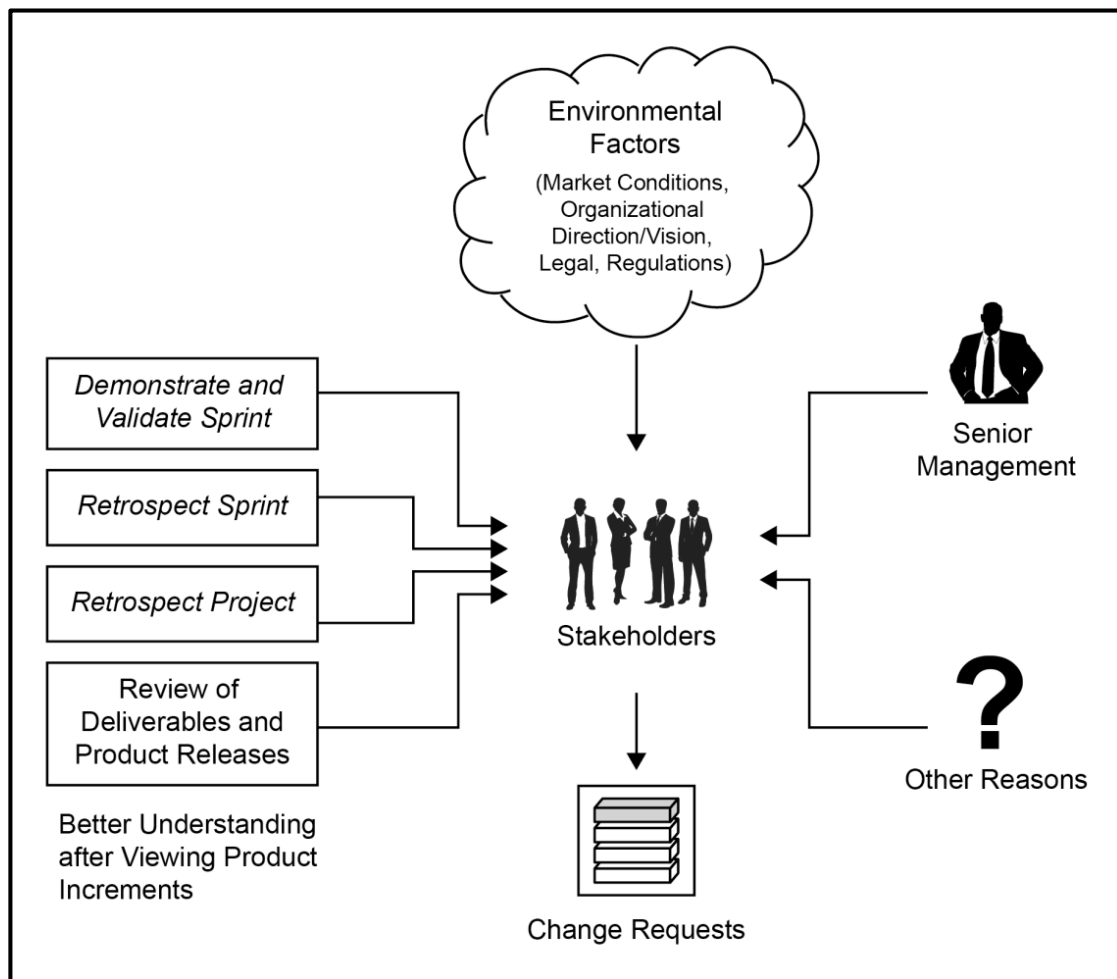 Environmental
Factors
(Market Conditions,
Organizational
Direction/Vision,
Legal, Regulations)
Demonstrate and
Validate Sprint
Retrospect Sprint
Retrospect Project
Review of
Deliverables and
Product Releases
Better Understanding
after Viewing Product
Increments
Stakeholders
Change Requests
Senior
Management
?
Other Reasons